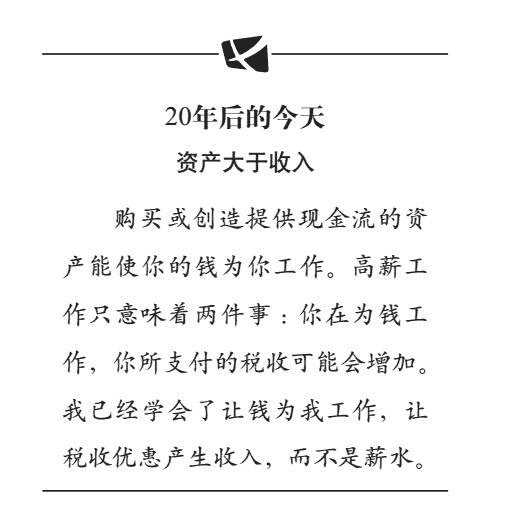 20年后的今天
资产大于收入
购买或创造提供现金流的资
产能使你的钱为你工作。高薪工
作只意味着两件事：你在为钱工
作，你所支付的税收可能会增加。
我已经学会了让钱为我工作，让
税收优惠产生收入，而不是薪水。